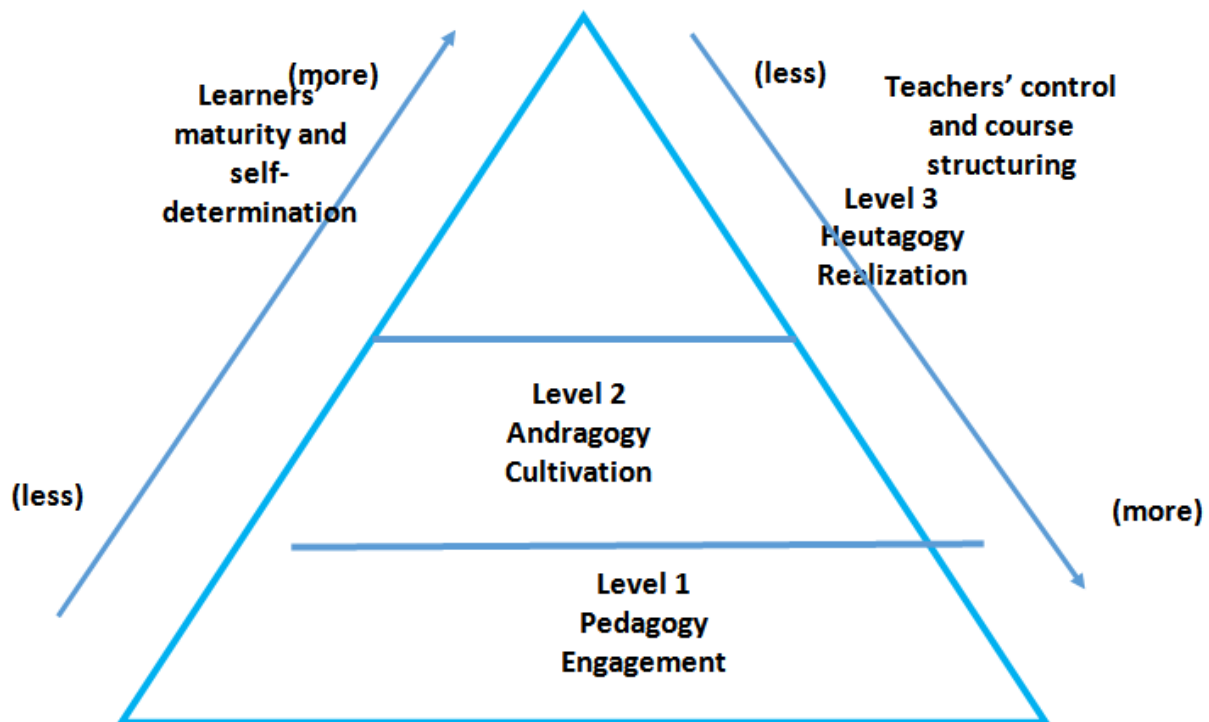 (more)
Learners'
maturity and
self-
determination
(less)
Teachers’ control
and course
structuring
Level 3
Heutagogy
Realization
Level 2
Andragogy
Cultivation
(less)
(more)
Level 1
Pedagogy
Engagement